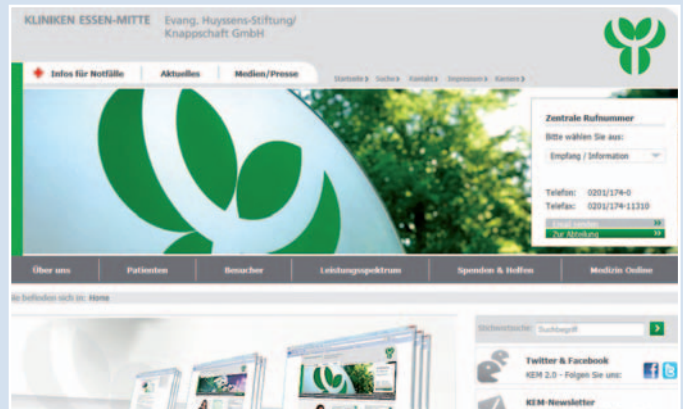 KLINIKEN ESSEN-MITTE
Evang. Huyssens-Stiftung/
Knappschaft GmbH
Infos für Notfälle
Aktuelles
Medien/Presse
Startseite
Suche
Kontakt
Impressum
Karriere
Zentrale Rufnummer
Bitte wählen Sie aus:
Empfang / Information
Telefon: 0201/174-0
Telefax: 0201/174-11310
Zur Abteilung
Über uns
Patienten
Besucher
Leistungsspektrum
Spenden & Helfen
Medizin Online
befinden sich in: Home
Stichwortsuche:
Suchbegriff
Twitter & Facebook
KEM 2.0 - Folgen Sie uns:
KEM-Newsletter